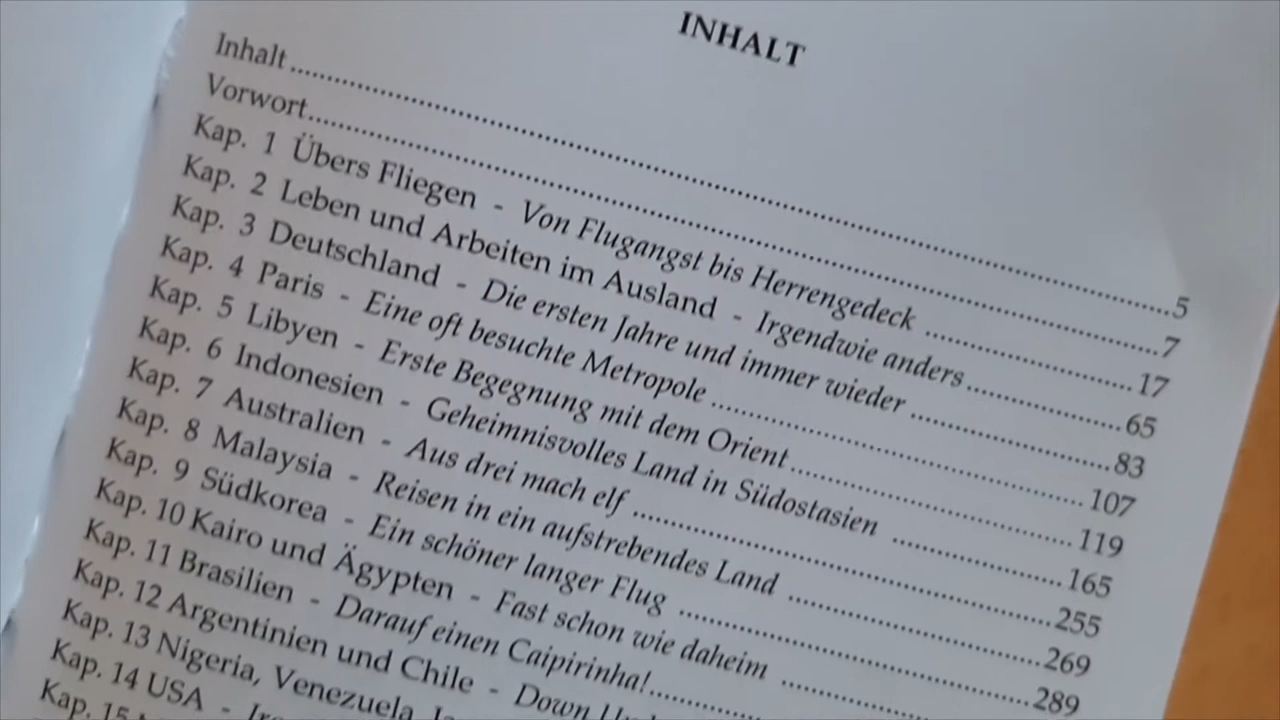 INHALT
Inhalt ........................ 5
Vorwort........................ 7
Kap. 1 Übers Fliegen - Von Flugangst bis Herrengedeck ........................ 17
Kap. 2 Leben und Arbeiten im Ausland - Irgendwie anders........................ 65
Kap. 3 Deutschland - Die ersten Jahre und immer wieder ........................ 83
Kap. 4 Paris - Eine oft besuchte Metropole ........................ 107
Kap. 5 Libyen - Erste Begegnung mit dem Orient........................ 119
Kap. 6 Indonesien - Geheimnisvolles Land in Südostasien ........................ 165
Kap. 7 Australien - Aus drei mach elf ........................ 255
Kap. 8 Malaysia - Reisen in ein aufstrebendes Land ........................ 269
Kap. 9 Südkorea - Ein schöner langer Flug ........................ 289
Kap. 10 Kairo und Ägypten - Fast schon wie daheim ........................
Kap. 11 Brasilien - Darauf einen Caipirinha!........................
Kap. 12 Argentinien und Chile - Down
Kap. 13 Nigeria, Venezuela,
Kap. 14 USA -
Kap. 15